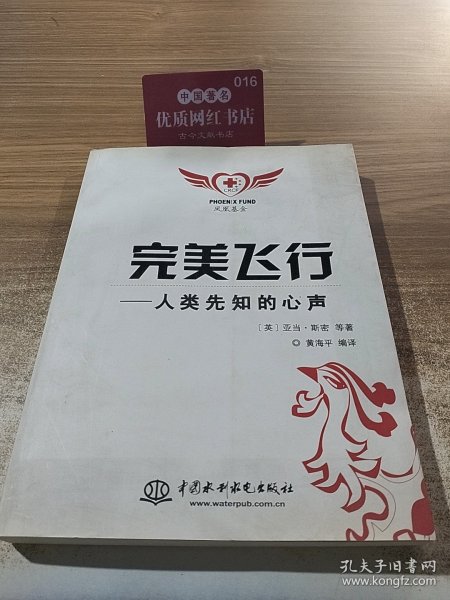 016
中国著名
优质网红书店
古今文献书店
CRCF
PHOENIX FUND
凤凰基金
完美飞行
——人类先知的心声
［英］亚当·斯密 等著
◎ 黄海平 编译
中国水利水电出版社
www.waterpub.com.cn
孔夫子旧书网
www.kongfz.com